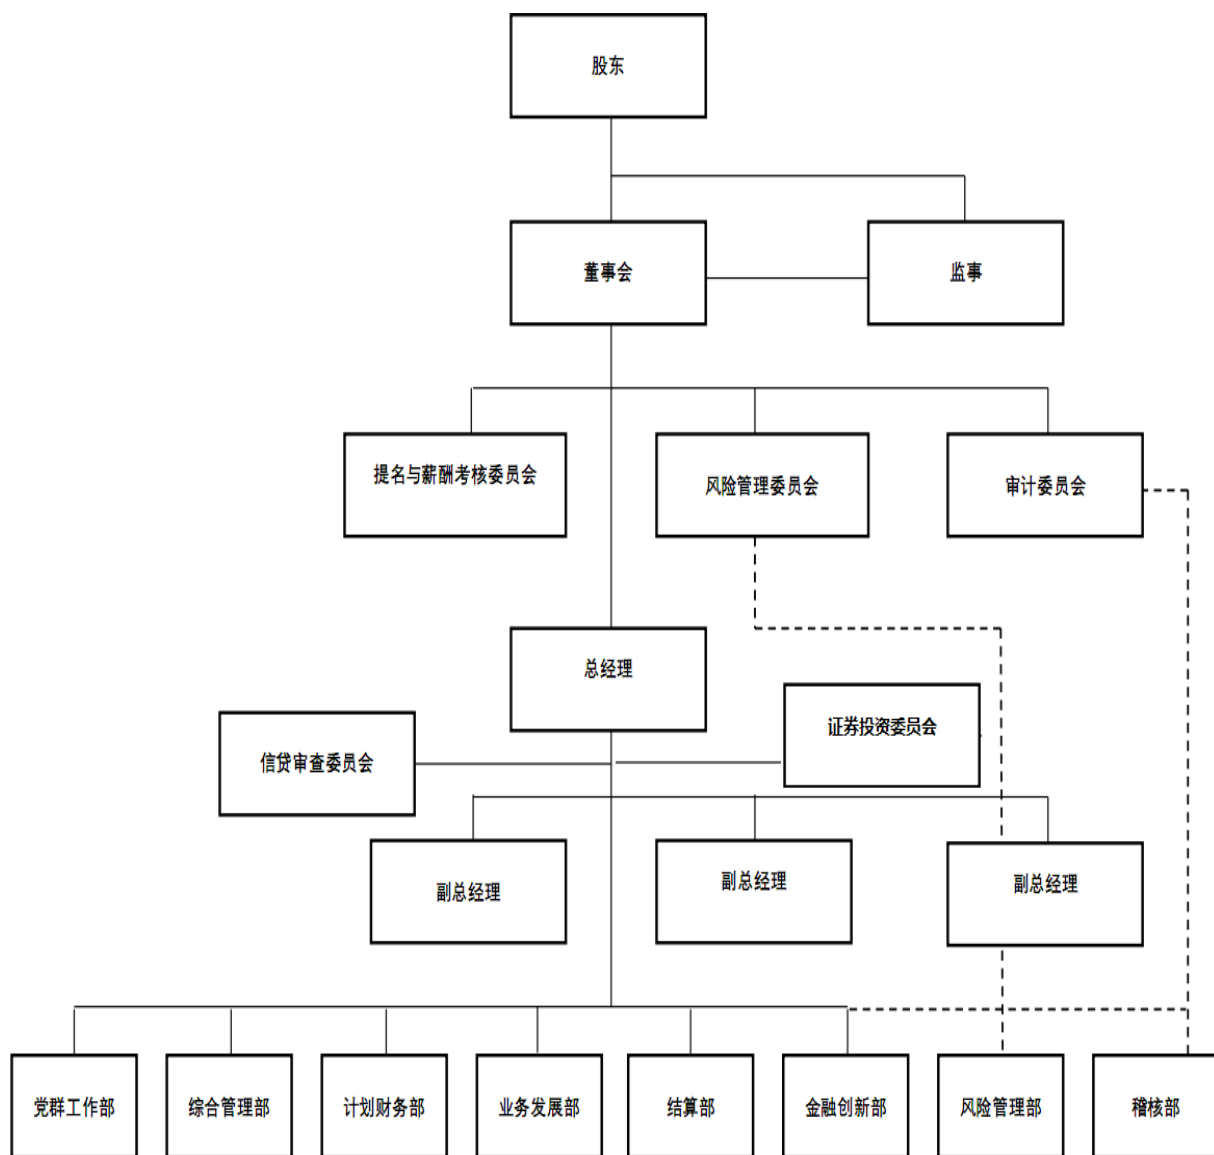 股东
董事会
监事
提名与薪酬考核委员会
风险管理委员会
审计委员会
总经理
证券投资委员会
信贷审查委员会
副总经理
副总经理
副总经理
党群工作部
综合管理部
计划财务部
业务发展部
结算部
金融创新部
风险管理部
稽核部